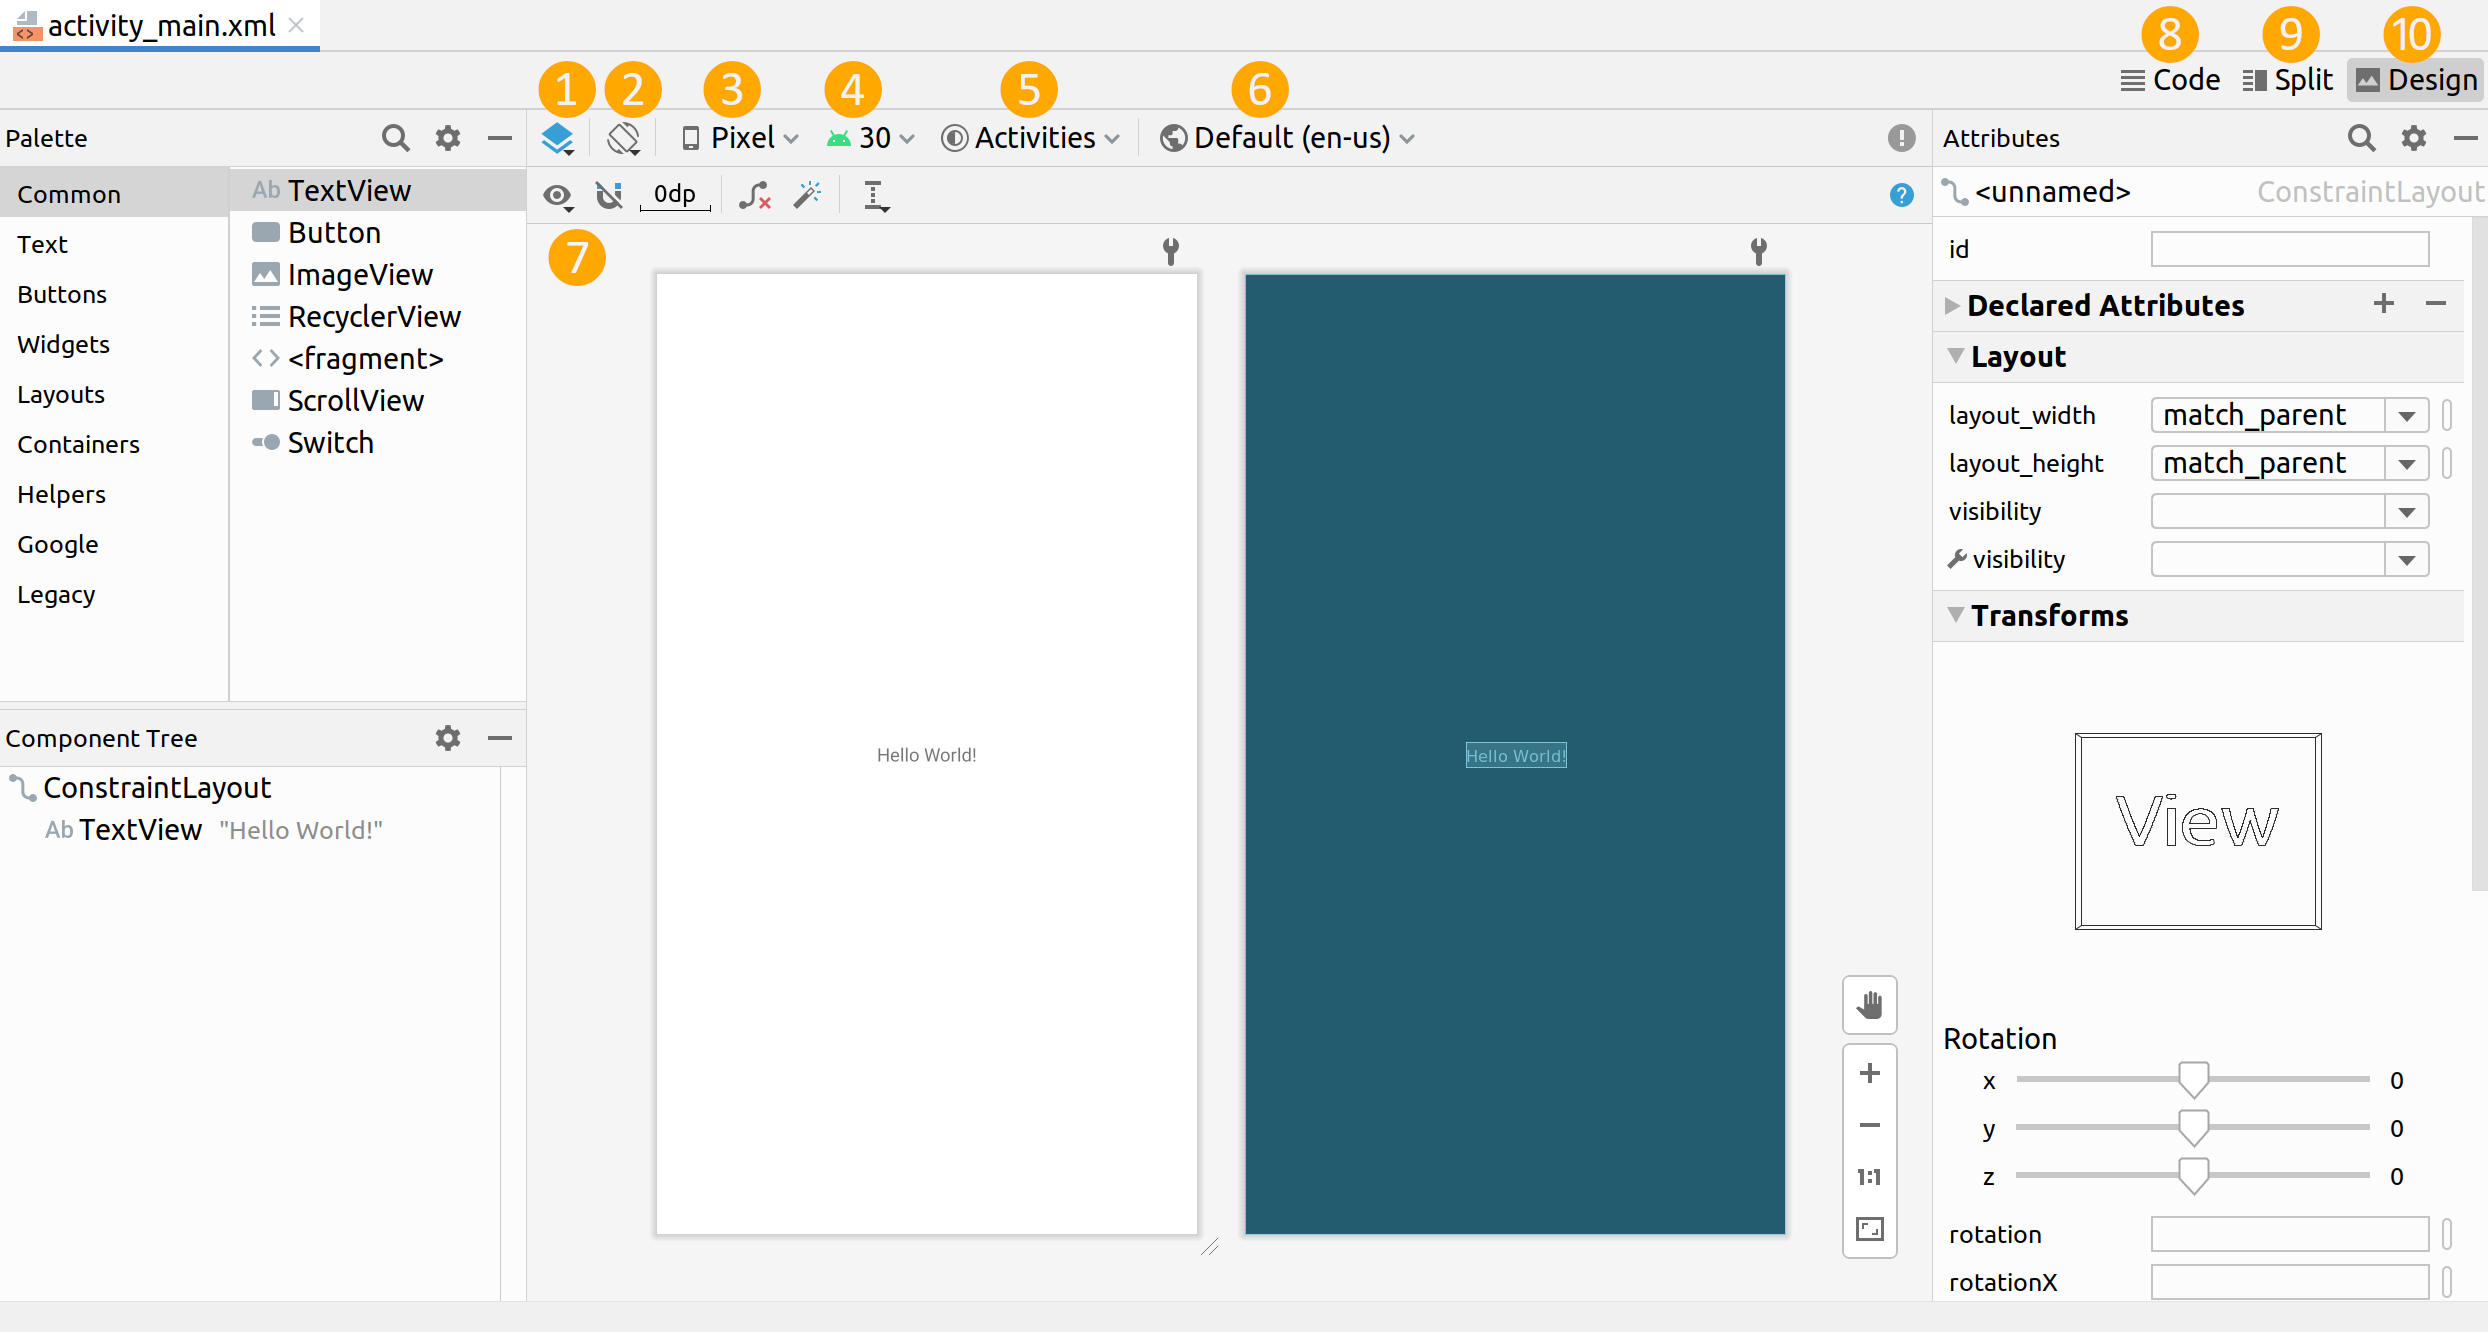 activity_main.xml
8 9 10
Code Split Design
1 2 3 4 5 6
Palette
Pixel 30 Activities Default (en-us)
Attributes
Common
Text
Buttons
Widgets
Layouts
Containers
Helpers
Google
Legacy
Ab TextView
Button
ImageView
RecyclerView
<fragment>
ScrollView
Switch
0dp
?
7
Component Tree
ConstraintLayout
Ab TextView "Hello World!"
Hello World!
Hello World!
1:1
<unnamed> ConstraintLayout
id
Declared Attributes
Layout
layout_width match_parent
layout_height match_parent
visibility
visibility
Transforms
View
Rotation
x 0
y 0
z 0
rotation
rotationX